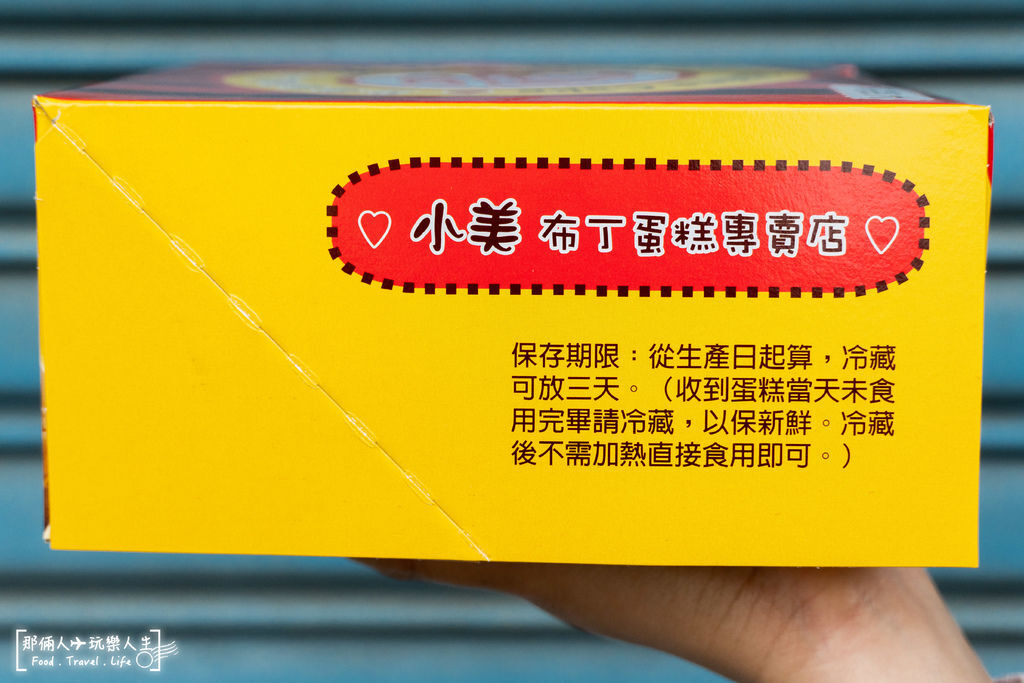 ♡ 小美 布丁蛋糕專賣店 ♡
保存期限：從生產日起算，冷藏
可放三天。（收到蛋糕當天未食
用完畢請冷藏，以保新鮮。冷藏
後不需加熱直接食用即可。）
那倆人✈玩樂人生
Food . Travel . Life